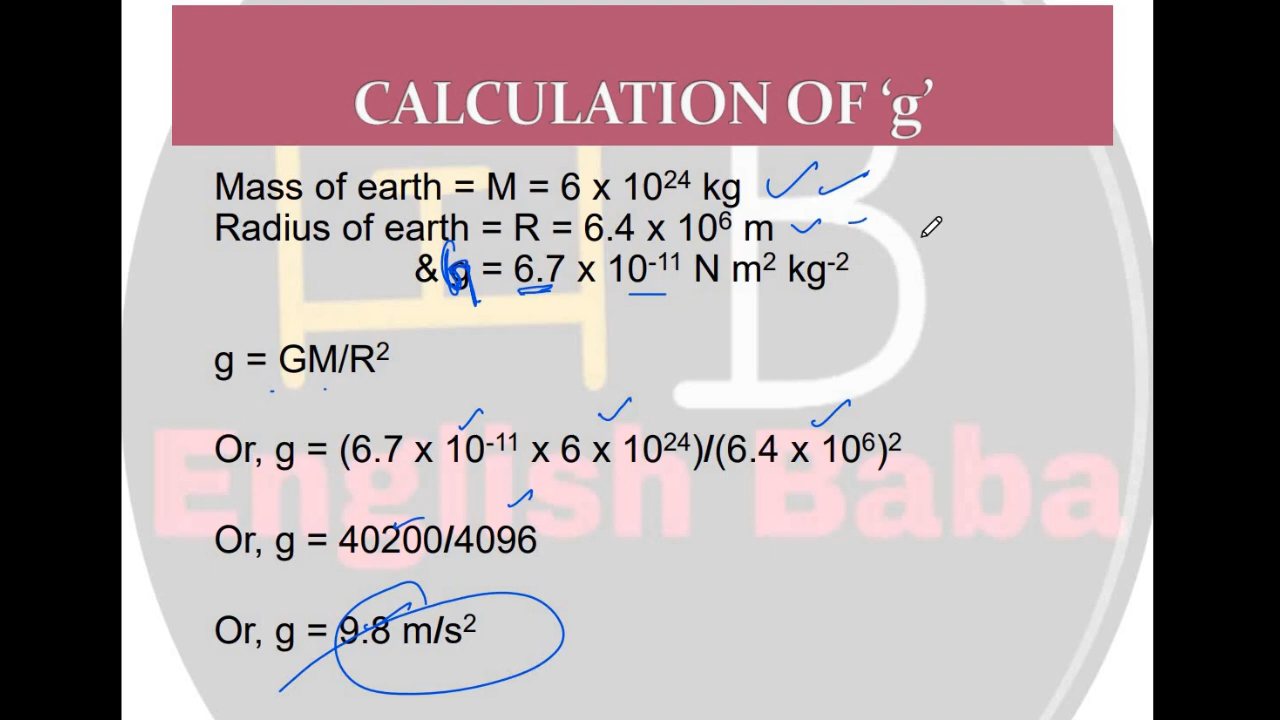 CALCULATION OF ‘g’
Mass of earth = M = 6 x 10²⁴ kg
Radius of earth = R = 6.4 x 10⁶ m
& G = 6.7 x 10⁻¹¹ N m² kg⁻²
g = GM/R²
Or, g = (6.7 x 10⁻¹¹ x 6 x 10²⁴)/(6.4 x 10⁶)²
Or, g = 40200/4096
Or, g = 9.8 m/s²
EB
English Baba